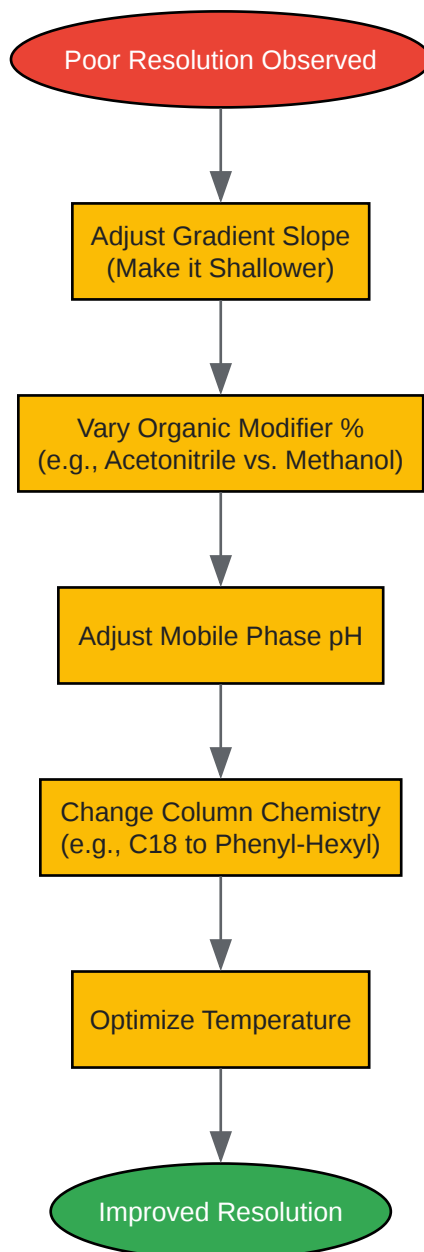 Poor Resolution Observed
Adjust Gradient Slope
(Make it Shallower)
Vary Organic Modifier %
(e.g., Acetonitrile vs. Methanol)
Adjust Mobile Phase pH
Change Column Chemistry
(e.g., C18 to Phenyl-Hexyl)
Optimize Temperature
Improved Resolution